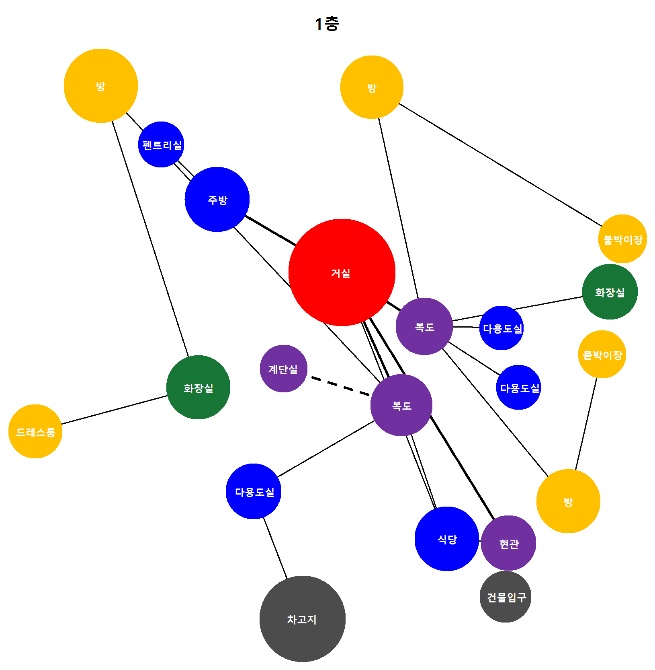 1층
방
방
펜트리실
주방
붙박이장
거실
화장실
복도
다용도실
붙박이장
계단실
화장실
다용도실
복도
드레스룸
다용도실
방
식당
현관
건물입구
차고지